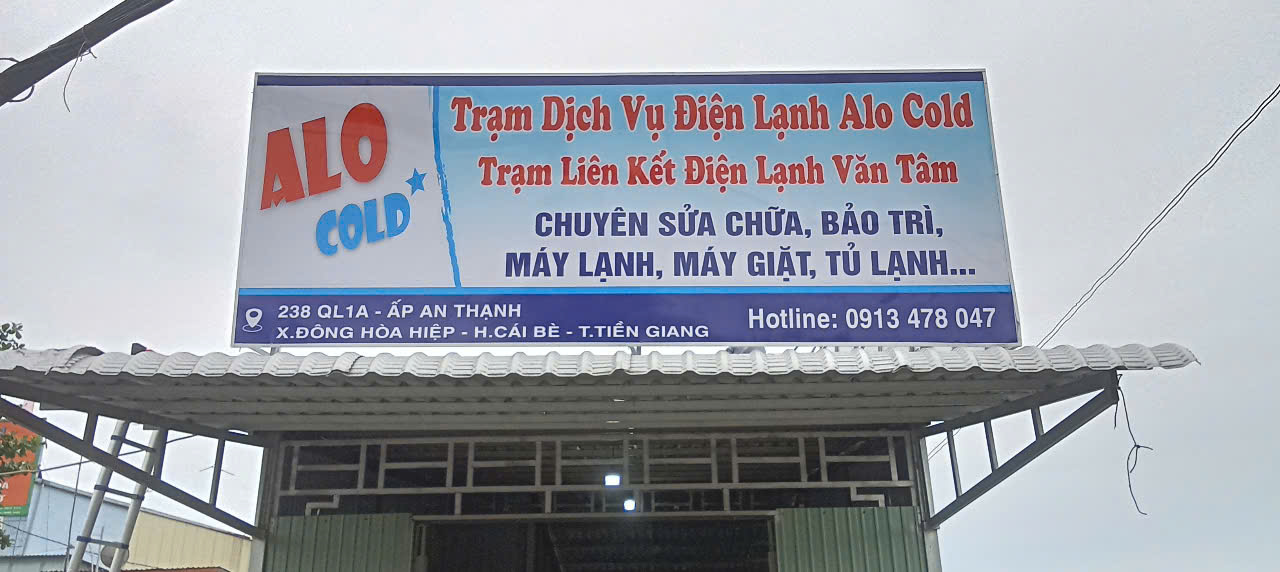 ALO
COLD
Trạm Dịch Vụ Điện Lạnh Alo Cold
Trạm Liên Kết Điện Lạnh Văn Tâm
CHUYÊN SỬA CHỮA, BẢO TRÌ,
MÁY LẠNH, MÁY GIẶT, TỦ LẠNH...
238 QL1A - ẤP AN THẠNH
X.ĐÔNG HÒA HIỆP - H.CÁI BÈ - T.TIỀN GIANG
Hotline: 0913 478 047